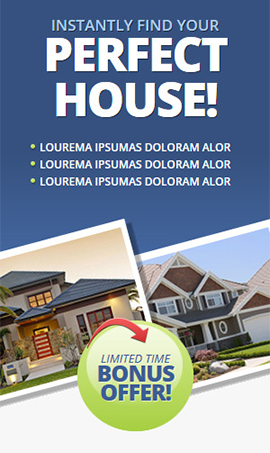 INSTANTLY FIND YOUR
PERFECT
HOUSE!
• LOUREMA IPSUMAS DOLORAM ALOR
• LOUREMA IPSUMAS DOLORAM ALOR
• LOUREMA IPSUMAS DOLORAM ALOR
LIMITED TIME
BONUS
OFFER!